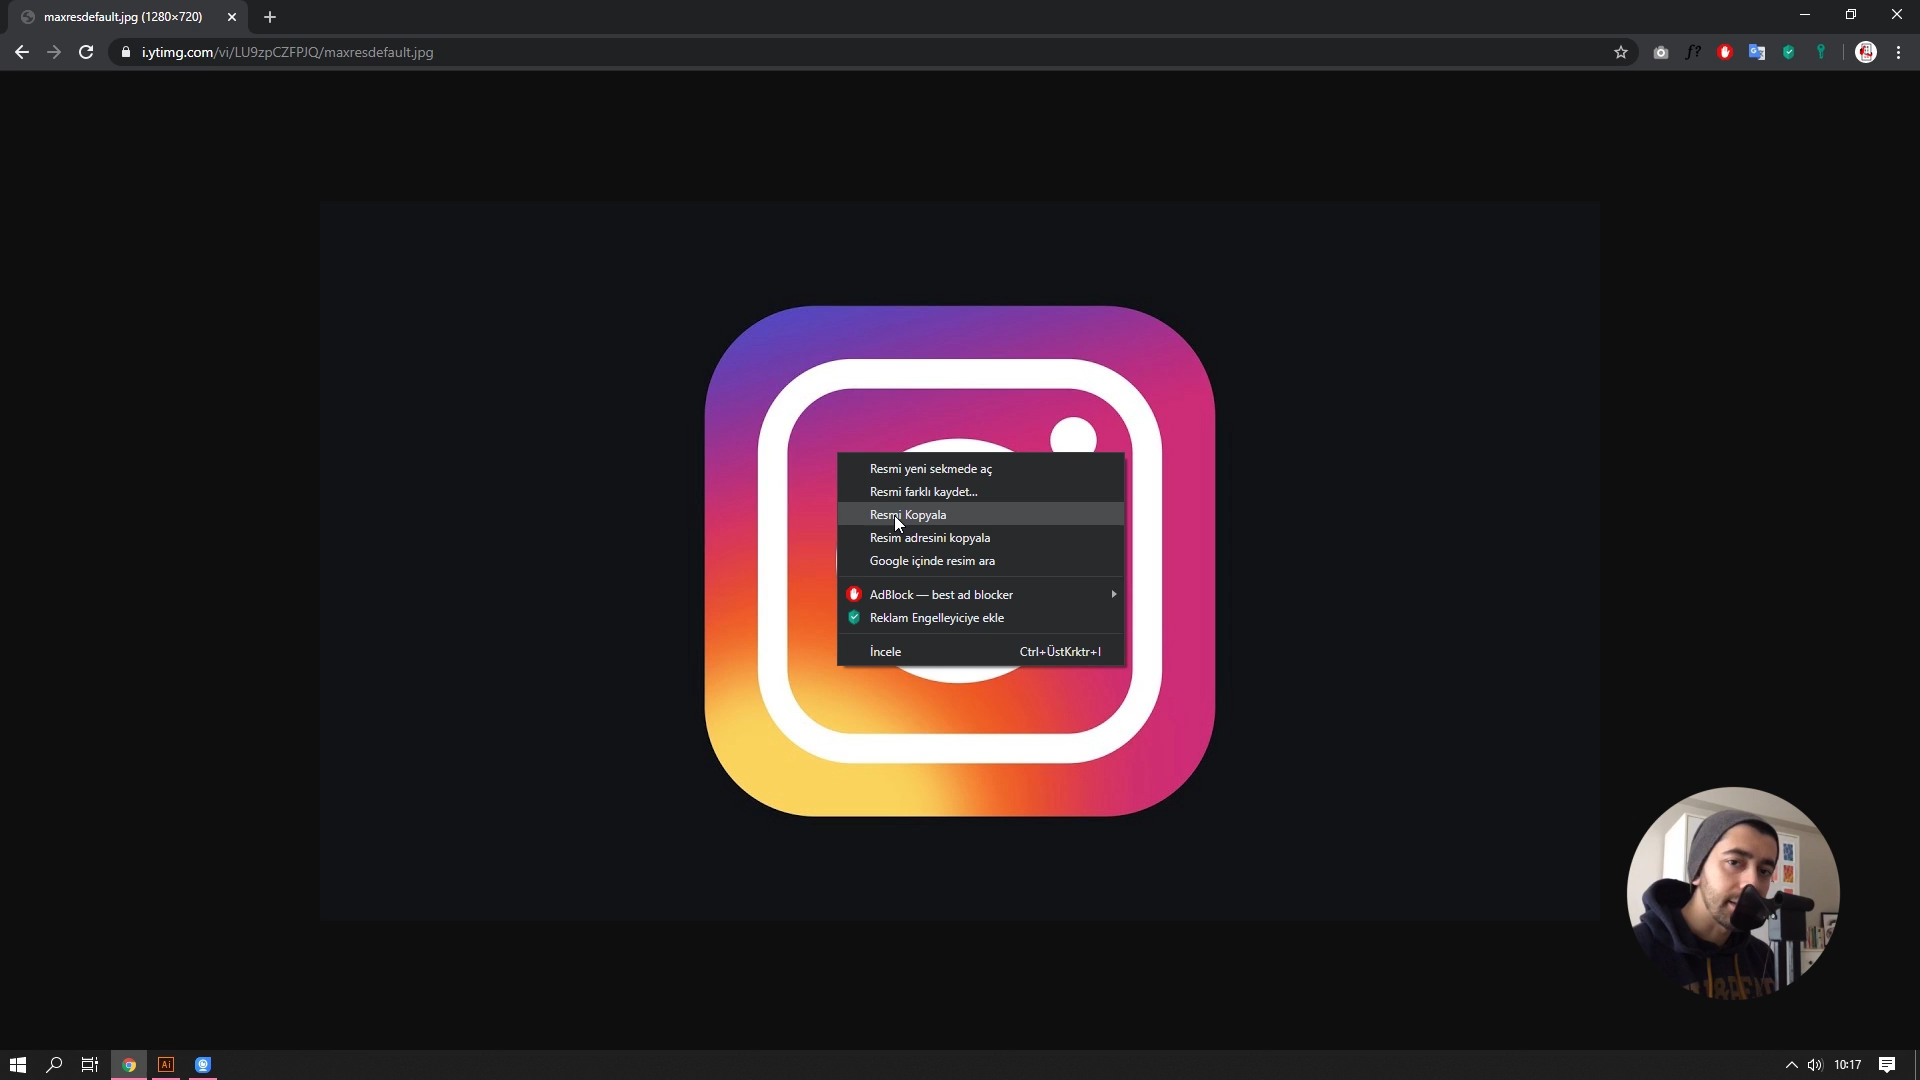 maxresdefault.jpg (1280×720)
i.ytimg.com/vi/LU9zpCZFPJQ/maxresdefault.jpg
f?
Resmi yeni sekmede aç
Resmi farklı kaydet...
Resmi Kopyala
Resim adresini kopyala
Google içinde resim ara
AdBlock — best ad blocker
Reklam Engelleyiciye ekle
İncele Ctrl+ÜstKrktr+I
Ai
10:17